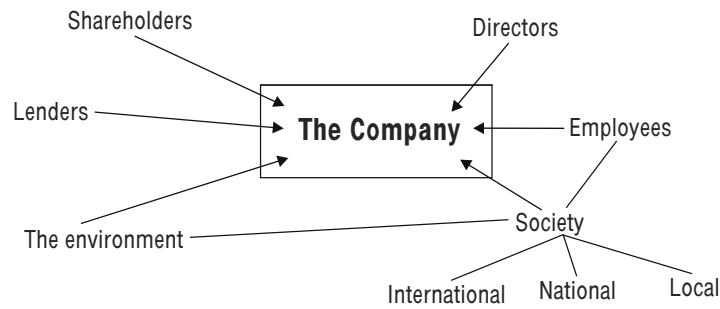 Shareholders
Directors
Lenders
The Company
Employees
The environment
Society
International
National
Local